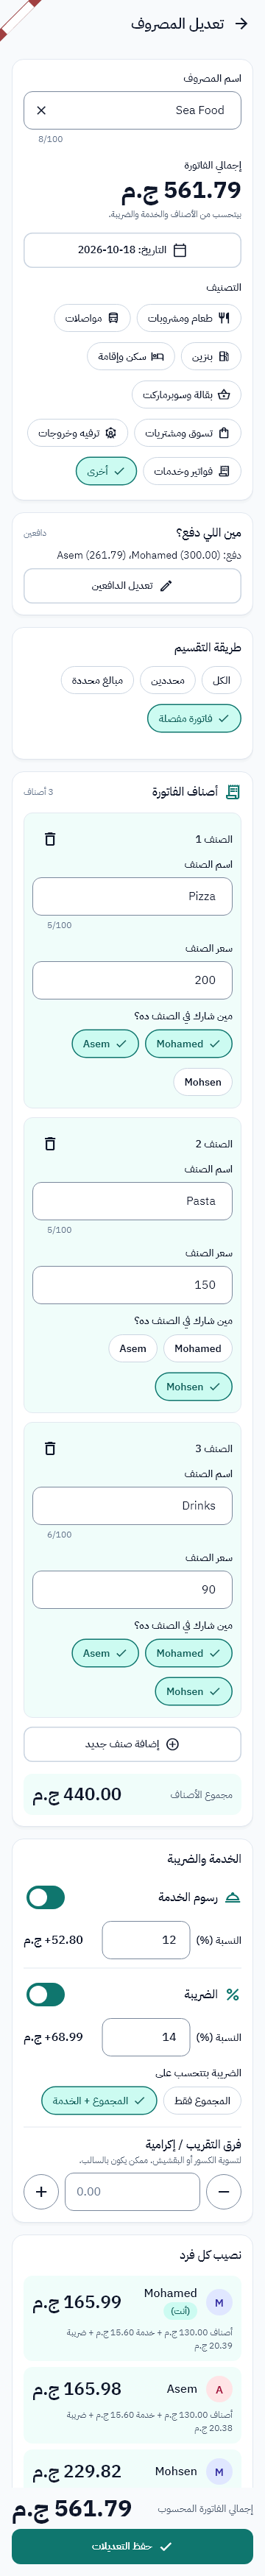 تعديل المصروف
اسم المصروف
Sea Food
8/100
إجمالي الفاتورة
561.79 ج.م
بيتحسب من الأصناف والخدمة والضريبة.
التاريخ: 2026-10-18
التصنيف
طعام ومشروبات
مواصلات
بنزين
سكن وإقامة
بقالة وسوبرماركت
تسوق ومشتريات
ترفيه وخروجات
فواتير وخدمات
أخرى
مين اللي دفع؟
دافعين
دفع: Mohamed (300.00)، Asem (261.79)
تعديل الدافعين
طريقة التقسيم
الكل
محددين
مبالغ محددة
فاتورة مفصلة
أصناف الفاتورة
3 أصناف
الصنف 1
اسم الصنف
Pizza
5/100
سعر الصنف
200
مين شارك في الصنف ده؟
Mohamed
Asem
Mohsen
الصنف 2
اسم الصنف
Pasta
5/100
سعر الصنف
150
مين شارك في الصنف ده؟
Mohamed
Asem
Mohsen
الصنف 3
اسم الصنف
Drinks
6/100
سعر الصنف
90
مين شارك في الصنف ده؟
Mohamed
Asem
Mohsen
إضافة صنف جديد
مجموع الأصناف
440.00 ج.م
الخدمة والضريبة
رسوم الخدمة
النسبة (%)
12
+52.80 ج.م
الضريبة
النسبة (%)
14
+68.99 ج.م
الضريبة بتتحسب على
المجموع فقط
المجموع + الخدمة
فرق التقريب / إكرامية
لتسوية الكسور أو البقشيش. ممكن يكون بالسالب.
0.00
نصيب كل فرد
M
Mohamed
(أنت)
165.99 ج.م
أصناف 130.00 ج.م + خدمة 15.60 ج.م + ضريبة
20.39 ج.م
A
Asem
165.98 ج.م
أصناف 130.00 ج.م + خدمة 15.60 ج.م + ضريبة
20.38 ج.م
M
Mohsen
229.82 ج.م
إجمالي الفاتورة المحسوب
561.79 ج.م
حفظ التعديلات